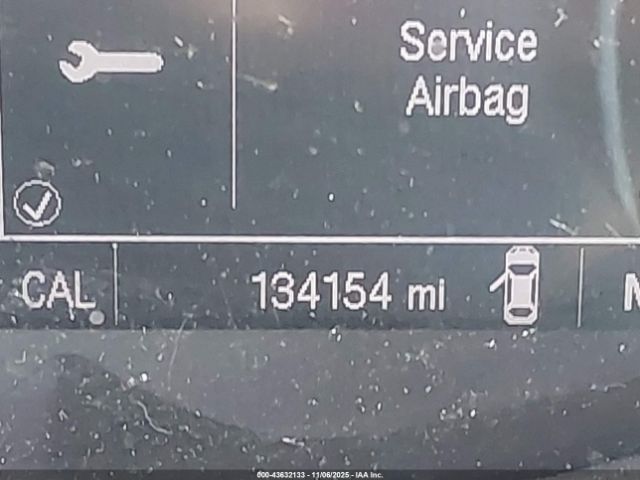 Service
Airbag
CAL 134154 mi N
000-43632133 - 11/06/2025 - IAA Inc.